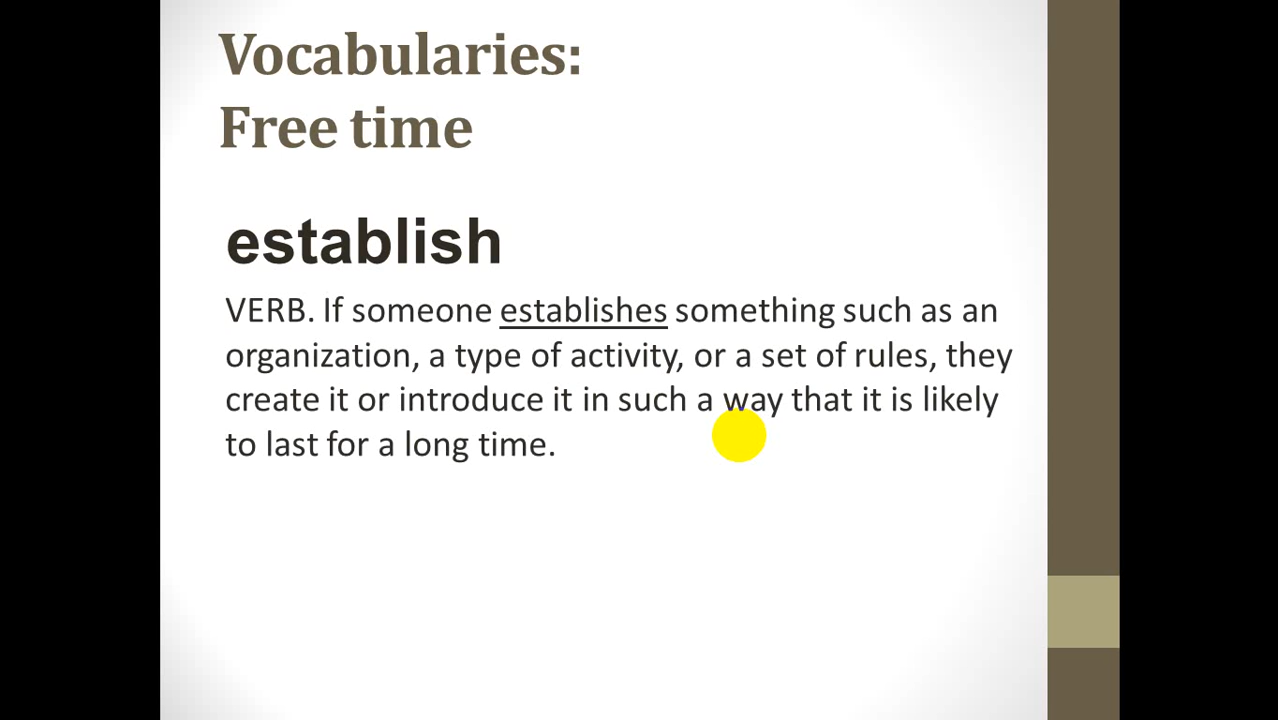 Vocabularies:
Free time
establish
VERB. If someone establishes something such as an
organization, a type of activity, or a set of rules, they
create it or introduce it in such a way that it is likely
to last for a long time.